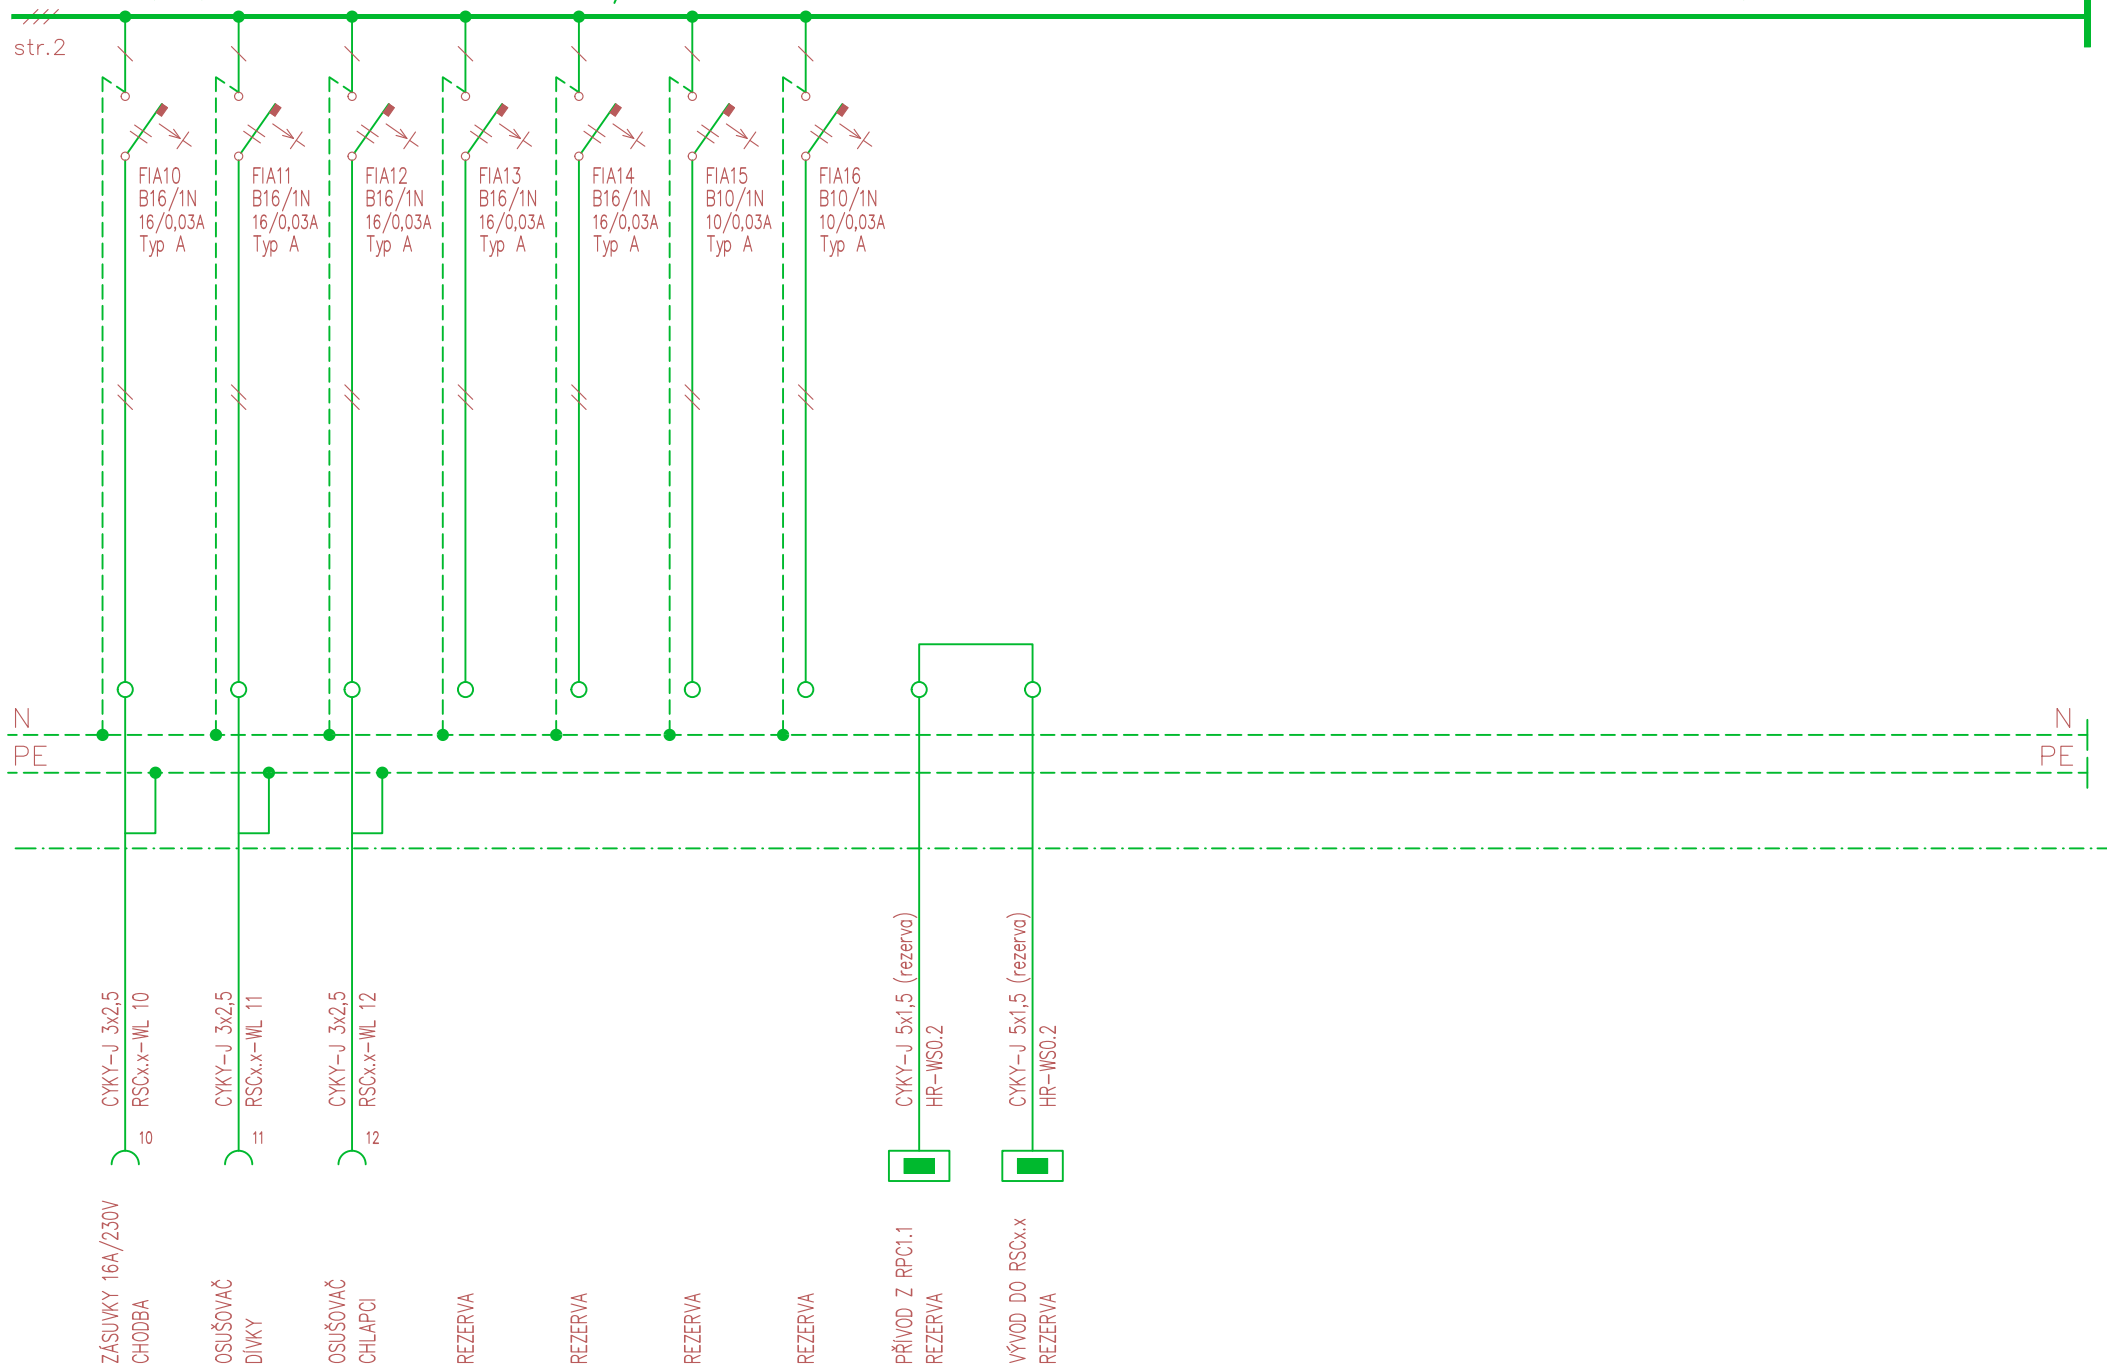 str.2
FIA10
B16/1N
16/0,03A
Typ A
FIA11
B16/1N
16/0,03A
Typ A
FIA12
B16/1N
16/0,03A
Typ A
FIA13
B16/1N
16/0,03A
Typ A
FIA14
B16/1N
16/0,03A
Typ A
FIA15
B10/1N
10/0,03A
Typ A
FIA16
B10/1N
10/0,03A
Typ A
N
N
PE
PE
CYKY-J 3x2,5
RSCx.x-WL 10
CYKY-J 3x2,5
RSCx.x-WL 11
CYKY-J 3x2,5
RSCx.x-WL 12
CYKY-J 5x1,5 (rezerva)
HR-WS0.2
CYKY-J 5x1,5 (rezerva)
HR-WS0.2
10
11
12
ZÁSUVKY 16A/230V
CHODBA
OSUŠOVAČ
DÍVKY
OSUŠOVAČ
CHLAPCI
REZERVA
REZERVA
REZERVA
REZERVA
PŘÍVOD Z RPC1.1
REZERVA
VÝVOD DO RSCx.x
REZERVA